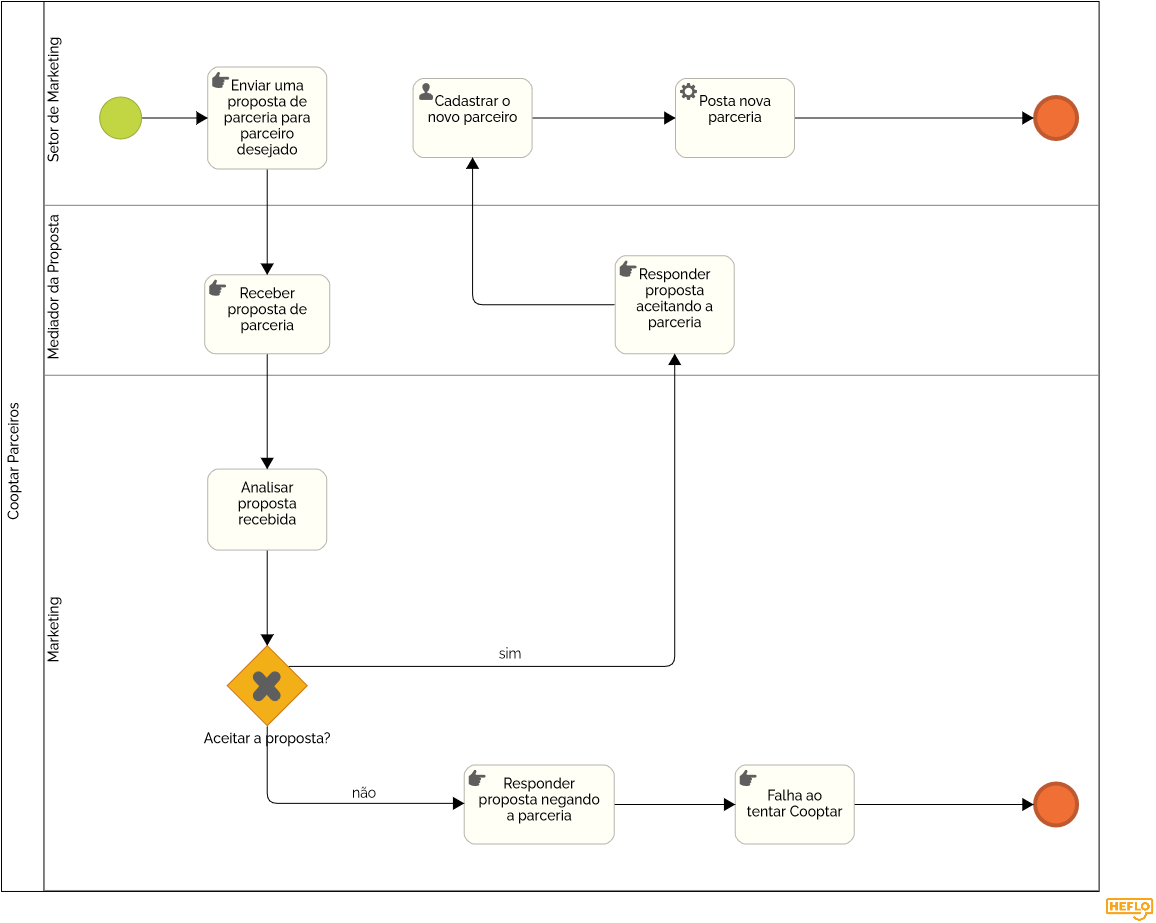 Cooptar Parceiros
Setor de Marketing
Enviar uma
proposta de
parceria para
parceiro
desejado
Cadastrar o
novo parceiro
Posta nova
parceria
Mediador da Proposta
Receber
proposta de
parceria
Responder
proposta
aceitando a
parceria
Marketing
Analisar
proposta
recebida
sim
Aceitar a proposta?
não
Responder
proposta negando
a parceria
Falha ao
tentar Cooptar
HEFLO